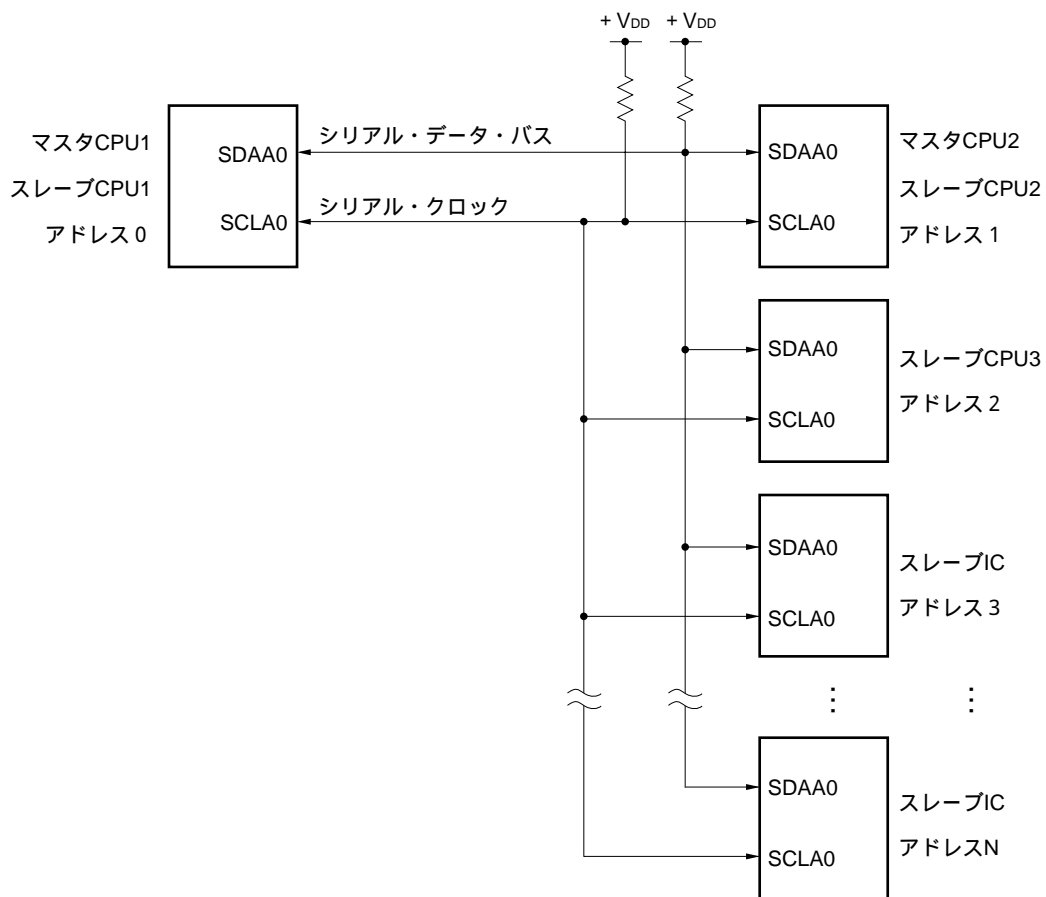 + VDD + VDD
マスタCPU1
スレーブCPU1
アドレス 0
SDAA0
SCLA0
シリアル・データ・バス
シリアル・クロック
SDAA0
SCLA0
マスタCPU2
スレーブCPU2
アドレス 1
SDAA0
SCLA0
スレーブCPU3
アドレス 2
SDAA0
SCLA0
スレーブIC
アドレス 3
SDAA0
SCLA0
スレーブIC
アドレスN